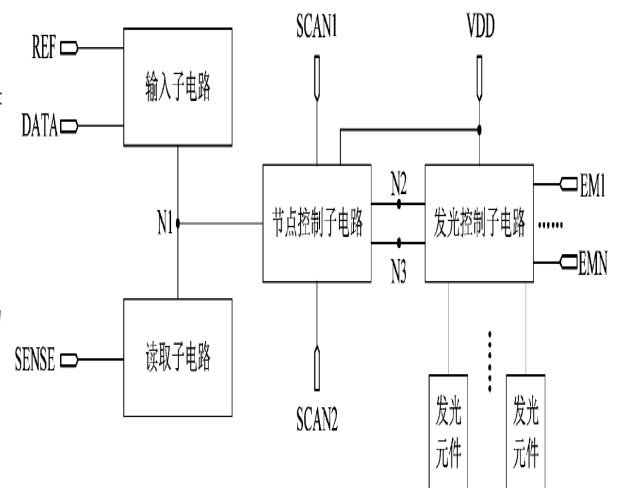 SCAN1
VDD
REF
输入子电路
DATA
N1
节点控制子电路
N2
N3
发光控制子电路
EM1
......
EMN
SENSE
读取子电路
SCAN2
发光
元件
发光
元件